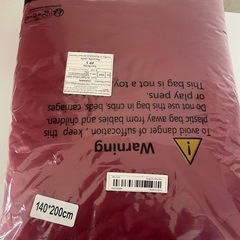 Warning
To avoid danger of suffocation, keep this
plastic bag away from babies and children
Do not use this bag in cribs, beds, carriages
or play pens.
This bag is not a toy
140*200cm